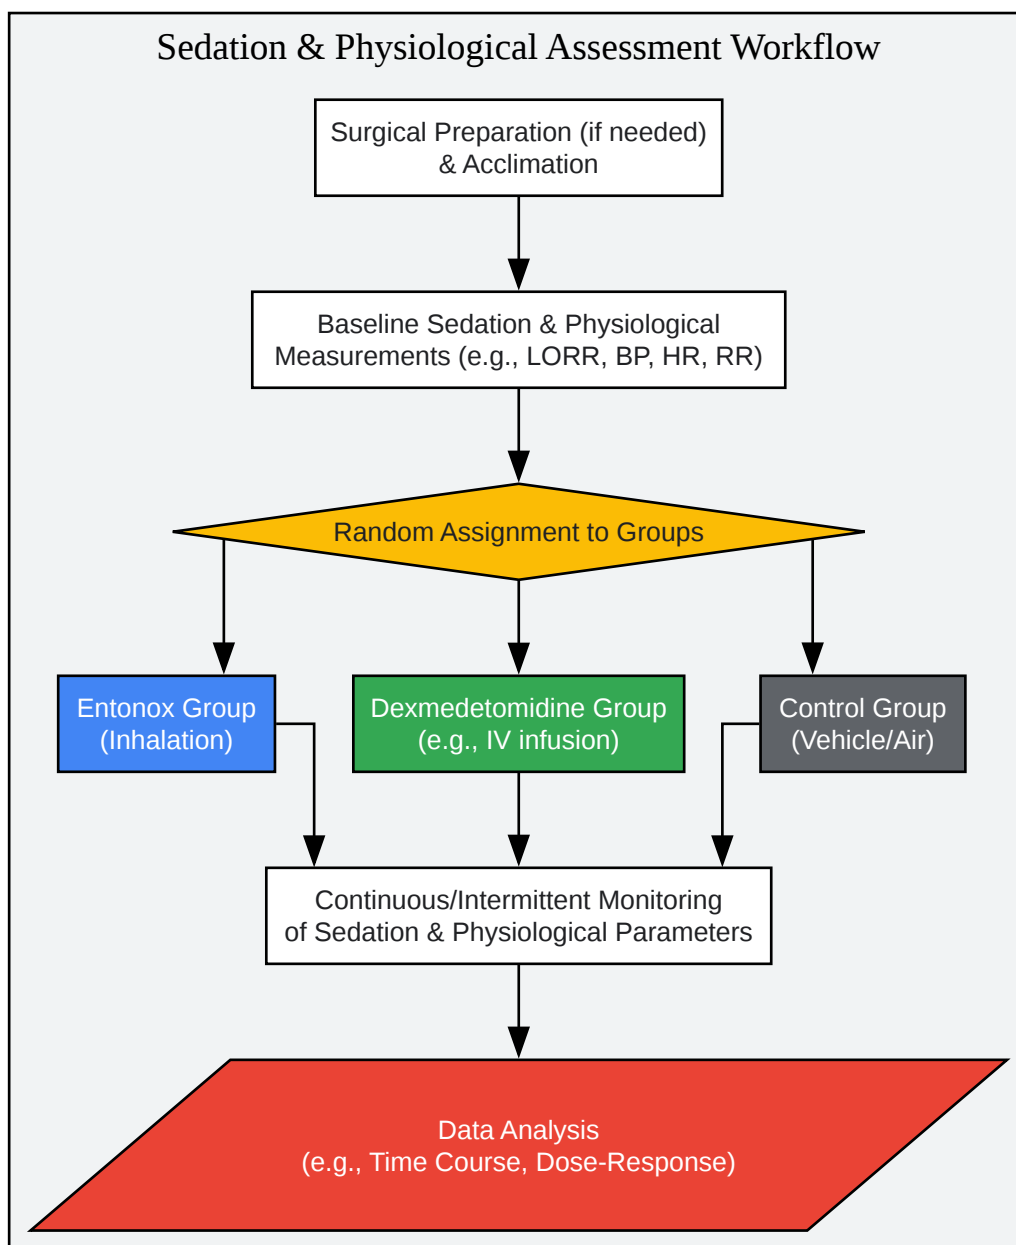 Sedation & Physiological Assessment Workflow
Surgical Preparation (if needed)
& Acclimation
Baseline Sedation & Physiological
Measurements (e.g., LORR, BP, HR, RR)
Random Assignment to Groups
Entonox Group
(Inhalation)
Dexmedetomidine Group
(e.g., IV infusion)
Control Group
(Vehicle/Air)
Continuous/Intermittent Monitoring
of Sedation & Physiological Parameters
Data Analysis
(e.g., Time Course, Dose-Response)